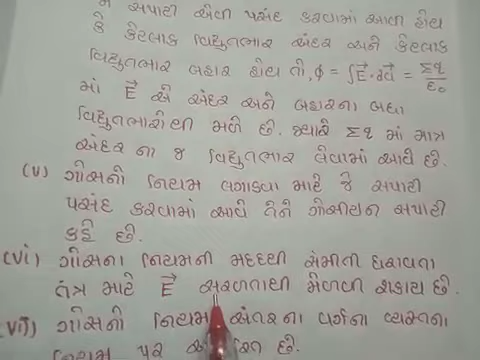 સપાટી એવી પસંદ કરવામાં આવી હોય
કે કેટલાક વિદ્યુતભાર અંદર અને કેટલાક
વિદ્યુતભાર બહાર હોય તો, ϕ = ∫E⃗·da⃗ = Σq/ε₀
માં E⃗ એ અંદર અને બહારના બધા
વિદ્યુતભારોથી મળે છે. જ્યારે Σq માં માત્ર
અંદર ના જ વિદ્યુતભાર લેવામાં આવે છે.
(v) ગૉસનો નિયમ લગાડવા માટે જે સપાટી
પસંદ કરવામાં આવે તેને ગૉસીયન સપાટી
કહે છે.
(vi) ગૉસના નિયમની મદદથી સંમીતી ધરાવતા
તંત્ર માટે E⃗ સરળતાથી મેળવી શકાય છે.
(vii) ગૉસનો નિયમ અંતરના વર્ગના વ્યસ્તના
નિયમ પર છે.